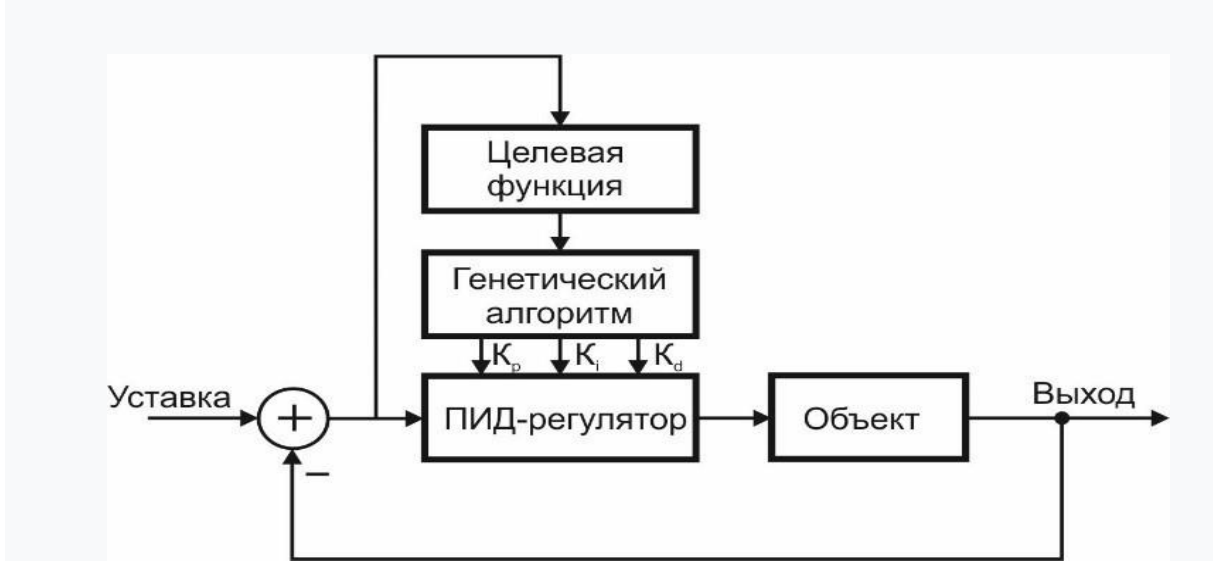 Целевая
функция
Генетический
алгоритм
Kp Ki Kd
Уставка
+
ПИД-регулятор
Объект
Выход
−